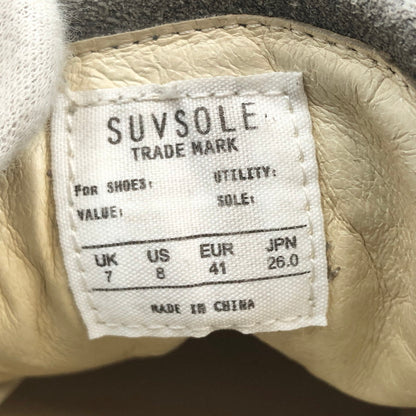 SUVSOLE
TRADE MARK
FOR SHOES: UTILITY:
VALUE: SOLE:
UK US EUR JPN
7 8 41 26.0
MADE IN CHINA